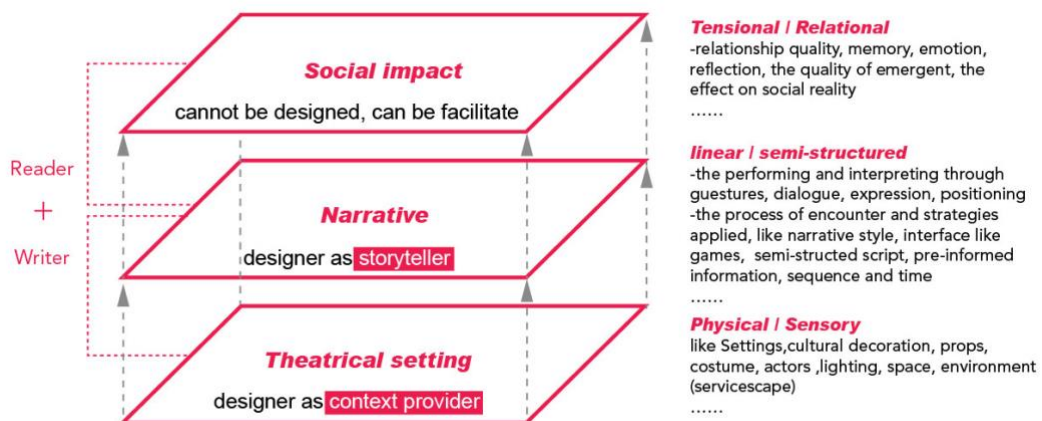 Social impact
cannot be designed, can be facilitate
Narrative
designer as storyteller
Theatrical setting
designer as context provider
Reader
+
Writer
Tensional / Relational
-relationship quality, memory, emotion,
reflection, the quality of emergent, the
effect on social reality
......
linear / semi-structured
-the performing and interpreting through
guestures, dialogue, expression, positioning
-the process of encounter and strategies
applied, like narrative style, interface like
games, semi-structed script, pre-informed
information, sequence and time
......
Physical / Sensory
like Settings,cultural decoration, props,
costume, actors ,lighting, space, environment
(servicescape)
......